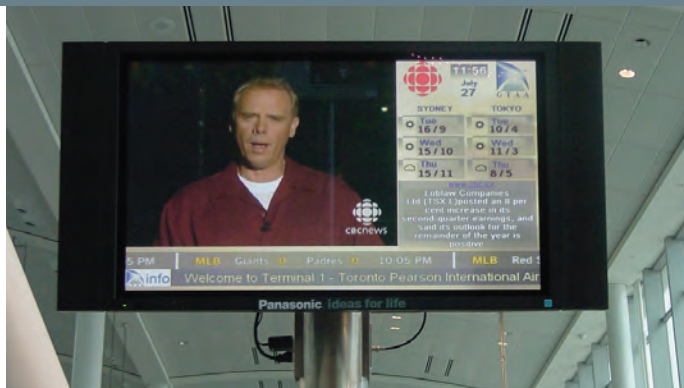 11:56
July
27
GTAA
SYDNEY TOKYO
Tue
16/9
Tue
10/4
Wed
15/10
Wed
11/3
Thu
15/11
Thu
8/5
Loblaw Companies
Ltd (TSX L)posted an 8 per
cent increase in its
second-quarter earnings, and
said its outlook for the
remainder of the year is
positive
cbcnews
5 PM MLB Giants 0 Padres 0 10:05 PM MLB Red
info Welcome to Terminal 1 - Toronto Pearson International Air
Panasonic ideas for life